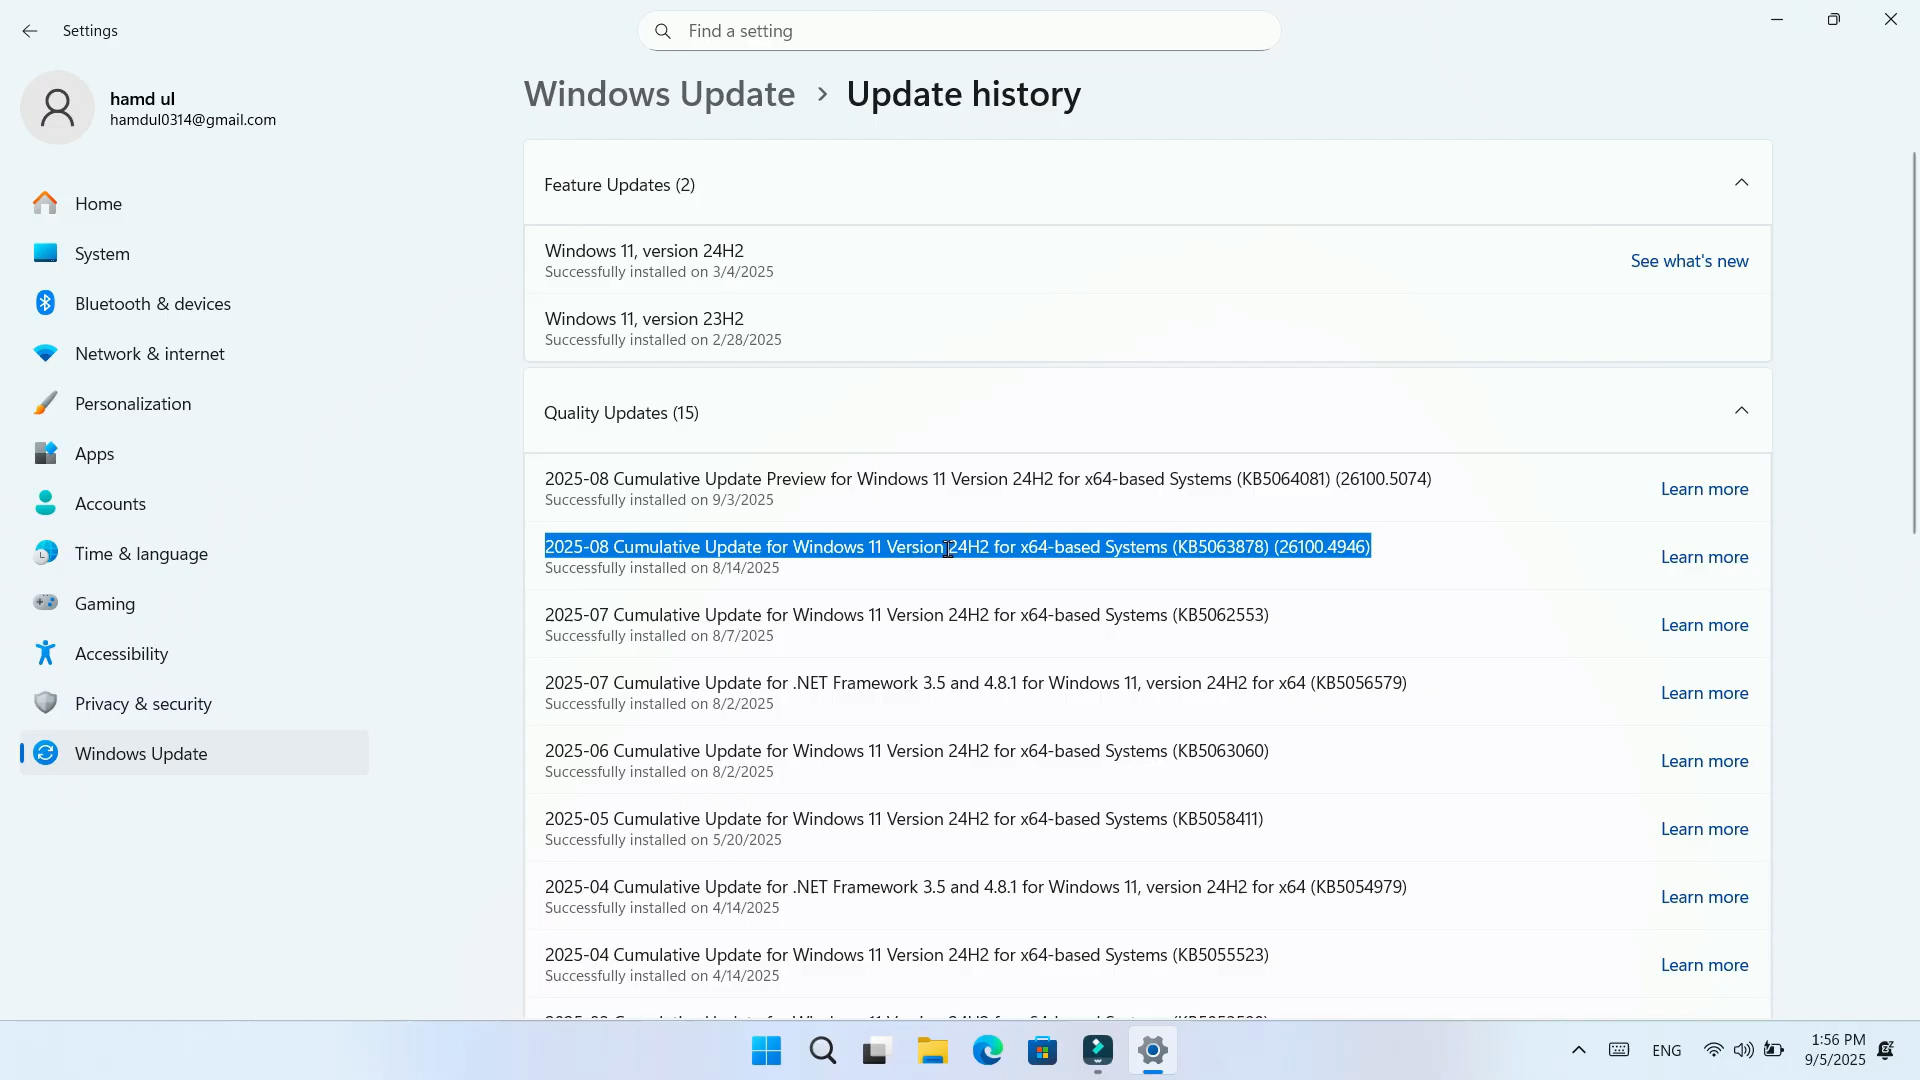 Settings
Find a setting
hamd ul
hamdul0314@gmail.com
Home
System
Bluetooth & devices
Network & internet
Personalization
Apps
Accounts
Time & language
Gaming
Accessibility
Privacy & security
Windows Update
Windows Update > Update history
Feature Updates (2)
Windows 11, version 24H2
Successfully installed on 3/4/2025
See what's new
Windows 11, version 23H2
Successfully installed on 2/28/2025
Quality Updates (15)
2025-08 Cumulative Update Preview for Windows 11 Version 24H2 for x64-based Systems (KB5064081) (26100.5074)
Successfully installed on 9/3/2025
Learn more
2025-08 Cumulative Update for Windows 11 Version 24H2 for x64-based Systems (KB5063878) (26100.4946)
Successfully installed on 8/14/2025
Learn more
2025-07 Cumulative Update for Windows 11 Version 24H2 for x64-based Systems (KB5062553)
Successfully installed on 8/7/2025
Learn more
2025-07 Cumulative Update for .NET Framework 3.5 and 4.8.1 for Windows 11, version 24H2 for x64 (KB5056579)
Successfully installed on 8/2/2025
Learn more
2025-06 Cumulative Update for Windows 11 Version 24H2 for x64-based Systems (KB5063060)
Successfully installed on 8/2/2025
Learn more
2025-05 Cumulative Update for Windows 11 Version 24H2 for x64-based Systems (KB5058411)
Successfully installed on 5/20/2025
Learn more
2025-04 Cumulative Update for .NET Framework 3.5 and 4.8.1 for Windows 11, version 24H2 for x64 (KB5054979)
Successfully installed on 4/14/2025
Learn more
2025-04 Cumulative Update for Windows 11 Version 24H2 for x64-based Systems (KB5055523)
Successfully installed on 4/14/2025
Learn more
ENG
1:56 PM
9/5/2025